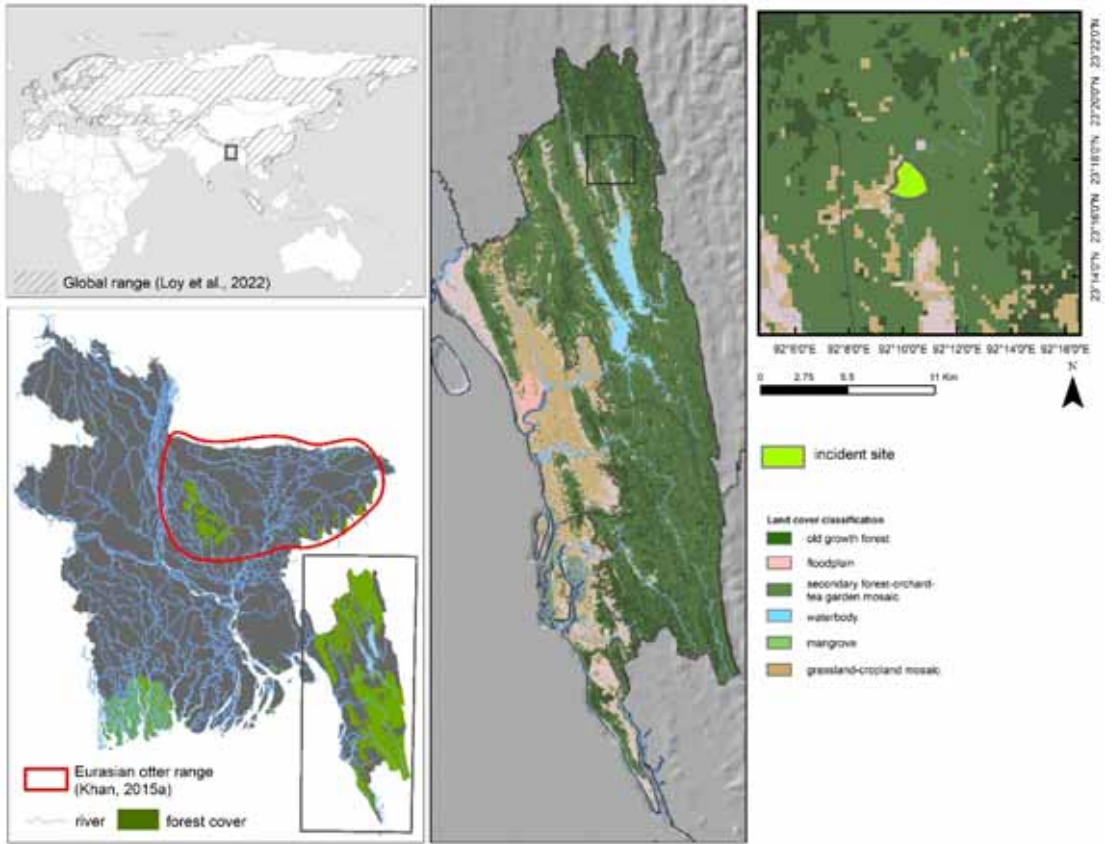 Global range (Loy et al., 2022)
Eurasian otter range
(Khan, 2015a)
river
forest cover
23°22'0"N
23°20'0"N
23°18'0"N
23°16'0"N
23°14'0"N
92°6'0"E
92°8'0"E
92°10'0"E
92°12'0"E
92°14'0"E
92°16'0"E
N
0 2.75 5.5 11 Km
incident site
Land cover classification
old growth forest
floodplain
secondary forest-orchard-
tea garden mosaic
waterbody
mangrove
grassland-cropland mosaic